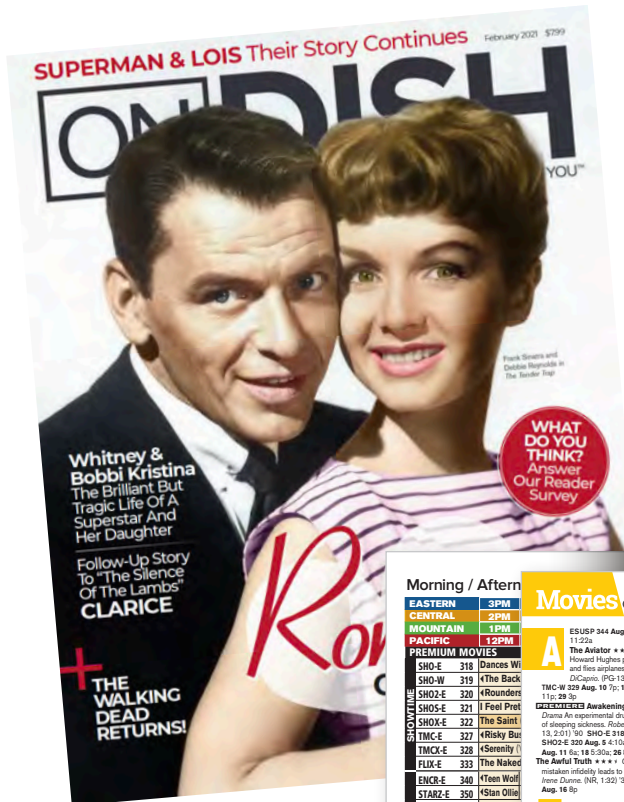 SUPERMAN & LOIS Their Story Continues
February 2021 $7.99
ON DISH
YOU™
Frank Sinatra and
Debbie Reynolds in
The Tender Trap
WHAT
DO YOU
THINK?
Answer
Our Reader
Survey
Whitney &
Bobbi Kristina
The Brilliant But
Tragic Life Of A
Superstar And
Her Daughter
Follow-Up Story
To "The Silence
Of The Lambs"
CLARICE
+
THE
WALKING
DEAD
RETURNS!
Morning / Aftern
EASTERN 3PM
CENTRAL 2PM
MOUNTAIN 1PM
PACIFIC 12PM
PREMIUM MOVIES
SHOWTIME
SHO-E 318 Dances Wi
SHO-W 319 ◂The Back
SHO2-E 320 ◂Rounders
SHOS-E 321 I Feel Pret
SHOX-E 322 The Saint
TMC-E 327 ◂Risky Bus
TMCX-E 328 ◂Serenity
FLIX-E 333 The Naked
ENCR-E 340 ◂Teen Wolf
STARZ-E 350 ◂Stan Ollie
Movies
A
ESUSP 344 Aug
11:22a
The Aviator ★★
Howard Hughes p
and flies airplanes
DiCaprio. (PG-13
TMC-W 329 Aug. 10 7p; 1
11p; 29 3p
PREMIERE Awakening
Drama An experimental dru
of sleeping sickness. Robe
13, 2:01) '90 SHO-E 318
SHO2-E 320 Aug. 5 4:10a
Aug. 11 6a; 18 5:30a; 26
The Awful Truth ★★★
mistaken infidelity leads to
Irene Dunne. (NR, 1:32) '3
Aug. 16 8p